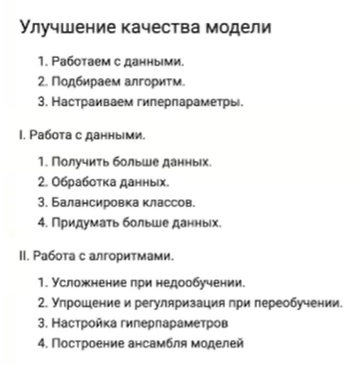 Улучшение качества модели
1. Работаем с данными.
2. Подбираем алгоритм.
3. Настраиваем гиперпараметры.
I. Работа с данными.
1. Получить больше данных.
2. Обработка данных.
3. Балансировка классов.
4. Придумать больше данных.
II. Работа с алгоритмами.
1. Усложнение при недообучении.
2. Упрощение и регуляризация при переобучении.
3. Настройка гиперпараметров
4. Построение ансамбля моделей